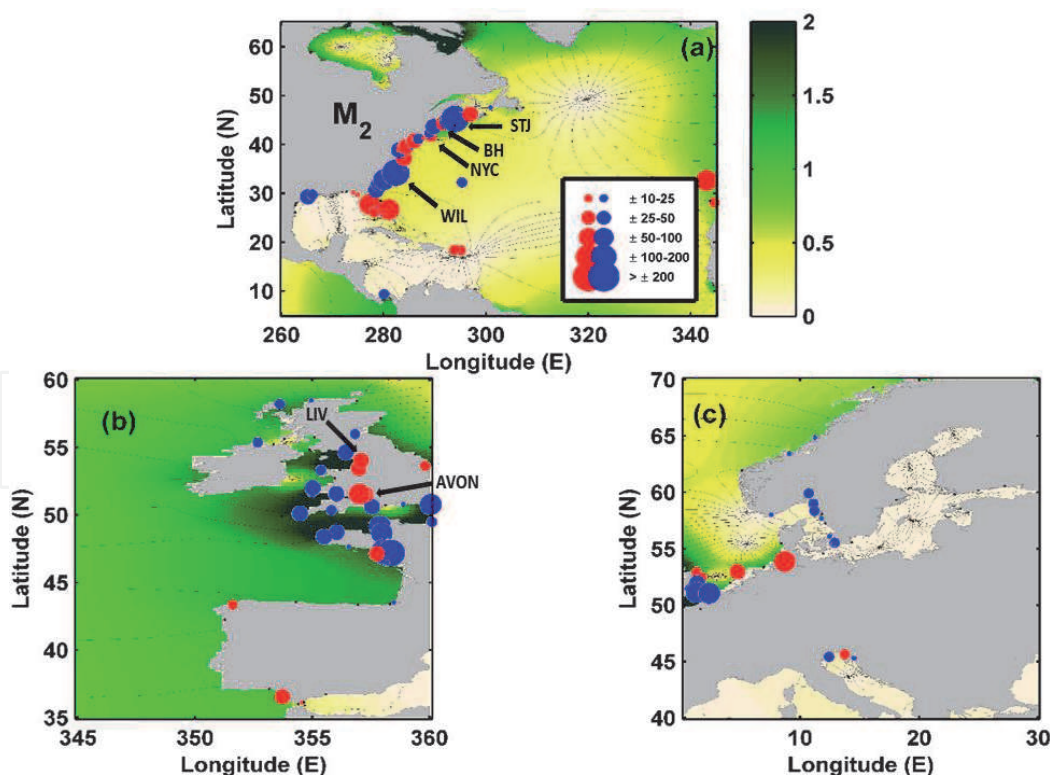 (a)
M2
STJ
BH
NYC
WIL
± 10-25
± 25-50
± 50-100
± 100-200
> ± 200
60
50
40
30
20
10
Latitude (N)
260
280
300
320
340
Longitude (E)
2
1.5
1
0.5
0
(b)
LIV
AVON
60
55
50
45
40
35
Latitude (N)
345
350
355
360
Longitude (E)
(c)
70
65
60
55
50
45
40
Latitude (N)
10
20
30
Longitude (E)